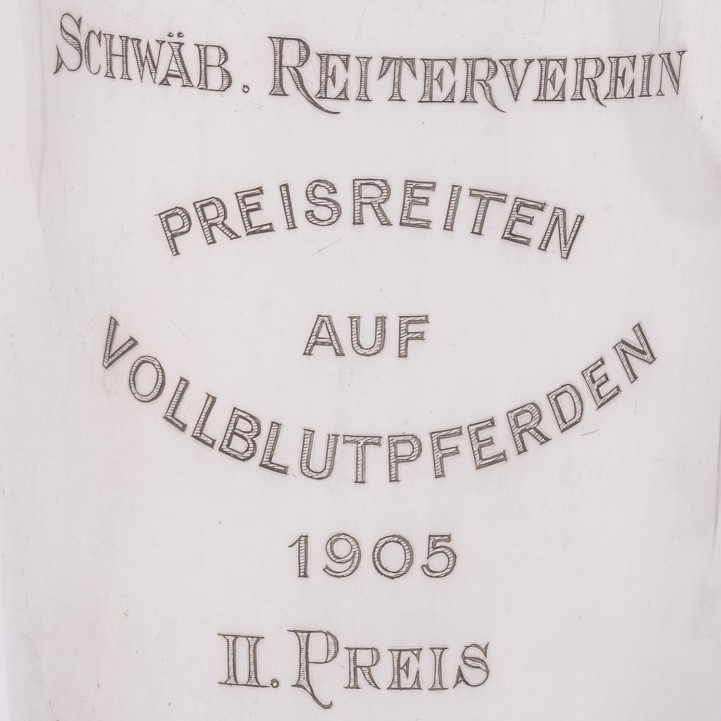 SCHWÄB. REITERVEREIN
PREISREITEN
AUF
VOLLBLUTPFERDEN
1905
II. PREIS